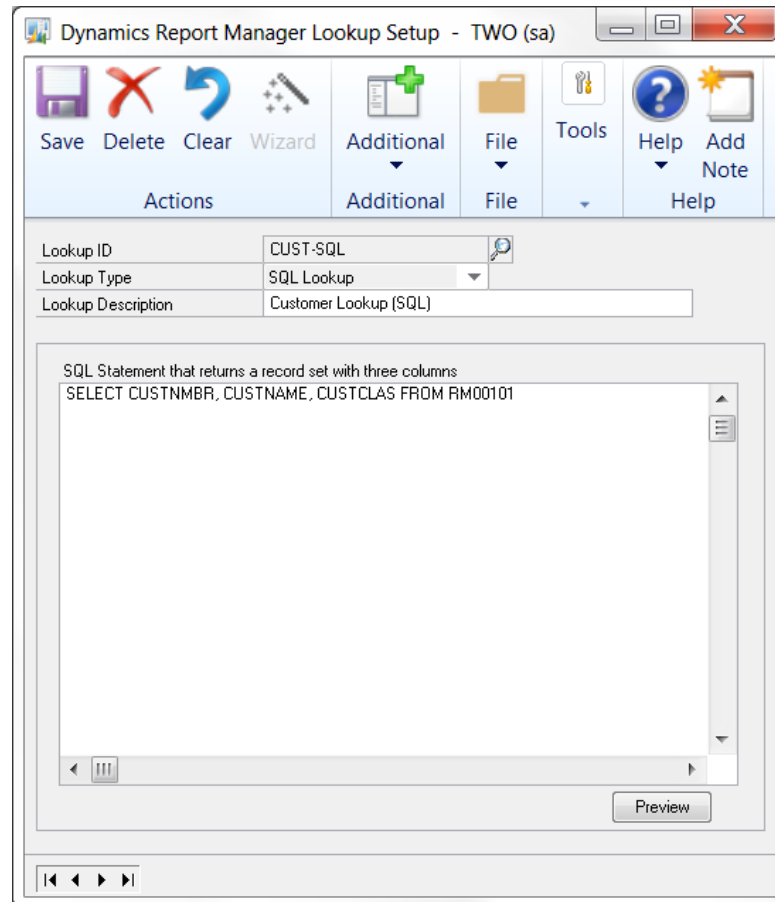 Dynamics Report Manager Lookup Setup - TWO (sa)
Save Delete Clear Wizard Additional File Tools Help Add Note
Actions Additional File Help
Lookup ID CUST-SQL
Lookup Type SQL Lookup
Lookup Description Customer Lookup (SQL)
SQL Statement that returns a record set with three columns
SELECT CUSTNMBR, CUSTNAME, CUSTCLAS FROM RM00101
Preview